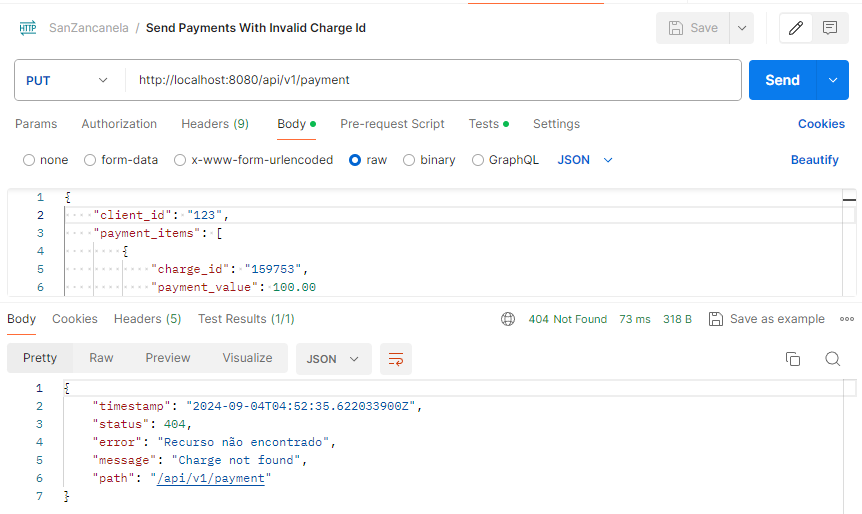 HTTP SanZancanela / Send Payments With Invalid Charge Id Save
PUT http://localhost:8080/api/v1/payment Send
Params Authorization Headers (9) Body Pre-request Script Tests Settings Cookies
none form-data x-www-form-urlencoded raw binary GraphQL JSON Beautify
1 {
2 "client_id": "123",
3 "payment_items": [
4 {
5 "charge_id": "159753",
6 "payment_value": 100.00
Body Cookies Headers (5) Test Results (1/1) 404 Not Found 73 ms 318 B Save as example
Pretty Raw Preview Visualize JSON
1 {
2 "timestamp": "2024-09-04T04:52:35.622033900Z",
3 "status": 404,
4 "error": "Recurso não encontrado",
5 "message": "Charge not found",
6 "path": "/api/v1/payment"
7 }